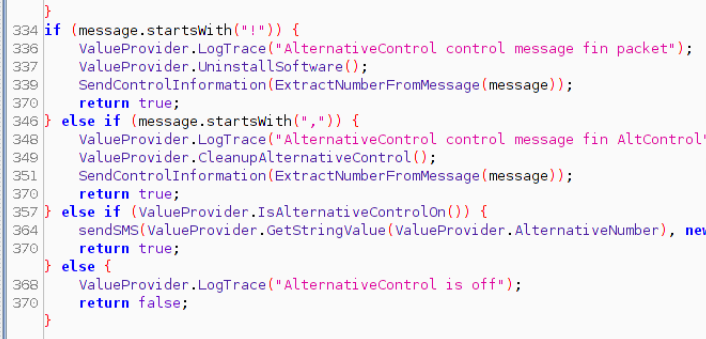 }
334 if (message.startsWith("!")) {
336 ValueProvider.LogTrace("AlternativeControl control message fin packet");
337 ValueProvider.UninstallSoftware();
339 SendControlInformation(ExtractNumberFromMessage(message));
370 return true;
346 } else if (message.startsWith(",")) {
348 ValueProvider.LogTrace("AlternativeControl control message fin AltControl"
349 ValueProvider.CleanupAlternativeControl();
351 SendControlInformation(ExtractNumberFromMessage(message));
370 return true;
357 } else if (ValueProvider.IsAlternativeControlOn()) {
364 sendSMS(ValueProvider.GetStringValue(ValueProvider.AlternativeNumber), new
370 return true;
} else {
368 ValueProvider.LogTrace("AlternativeControl is off");
370 return false;
}